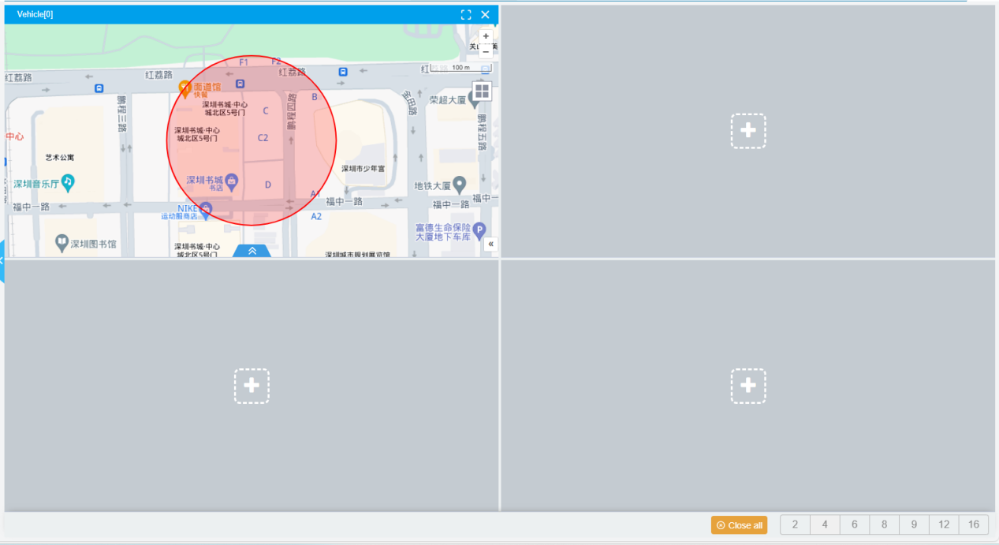 Vehicle[0]
+
关山
美
−
F1
F2
100 m
红荔路
红荔路
红荔路
红
面道馆
快餐
B
深圳书城·中心
城北区5号门
C
鹏程三路
鹏程四路
金田路
荣超大厦
鹏程五路
中心
深圳书城·中心
城北区5号门
C2
艺术公寓
深圳市少年宫
深圳音乐厅
深圳书城
书店
D
地铁大厦
A1
福中一路
福中一路
福中一路
福中一
NIKE
运动服商店
A2
富德生命保险
大厦地下车库
P
深圳图书馆
深圳书城·中心
城北区5号门
深圳城市规划展览馆
«
Close all
2
4
6
8
9
12
16